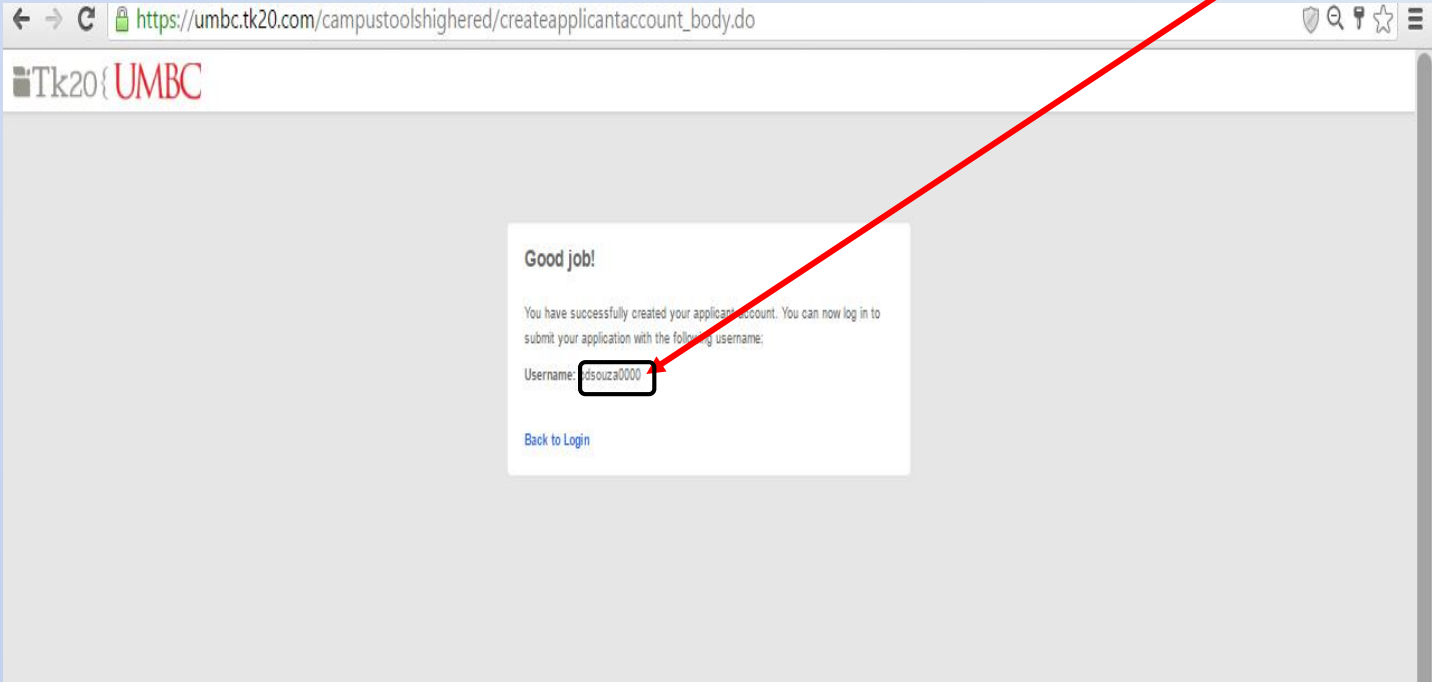 https://umbc.tk20.com/campustoolshighered/createapplicantaccount_body.do
Tk20{UMBC
Good job!
You have successfully created your applicant account. You can now log in to
submit your application with the following username:
Username:
Back to Login